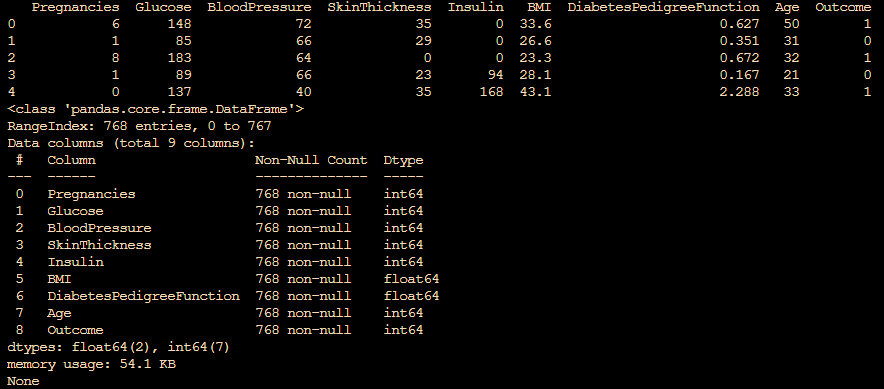 Pregnancies  Glucose  BloodPressure  SkinThickness  Insulin   BMI  DiabetesPedigreeFunction  Age  Outcome
0            6      148             72             35        0  33.6                     0.627   50        1
1            1       85             66             29        0  26.6                     0.351   31        0
2            8      183             64              0        0  23.3                     0.672   32        1
3            1       89             66             23       94  28.1                     0.167   21        0
4            0      137             40             35      168  43.1                     2.288   33        1
<class 'pandas.core.frame.DataFrame'>
RangeIndex: 768 entries, 0 to 767
Data columns (total 9 columns):
 #   Column                    Non-Null Count  Dtype
---  ------                    --------------  -----
 0   Pregnancies               768 non-null    int64
 1   Glucose                   768 non-null    int64
 2   BloodPressure             768 non-null    int64
 3   SkinThickness             768 non-null    int64
 4   Insulin                   768 non-null    int64
 5   BMI                       768 non-null    float64
 6   DiabetesPedigreeFunction  768 non-null    float64
 7   Age                       768 non-null    int64
 8   Outcome                   768 non-null    int64
dtypes: float64(2), int64(7)
memory usage: 54.1 KB
None